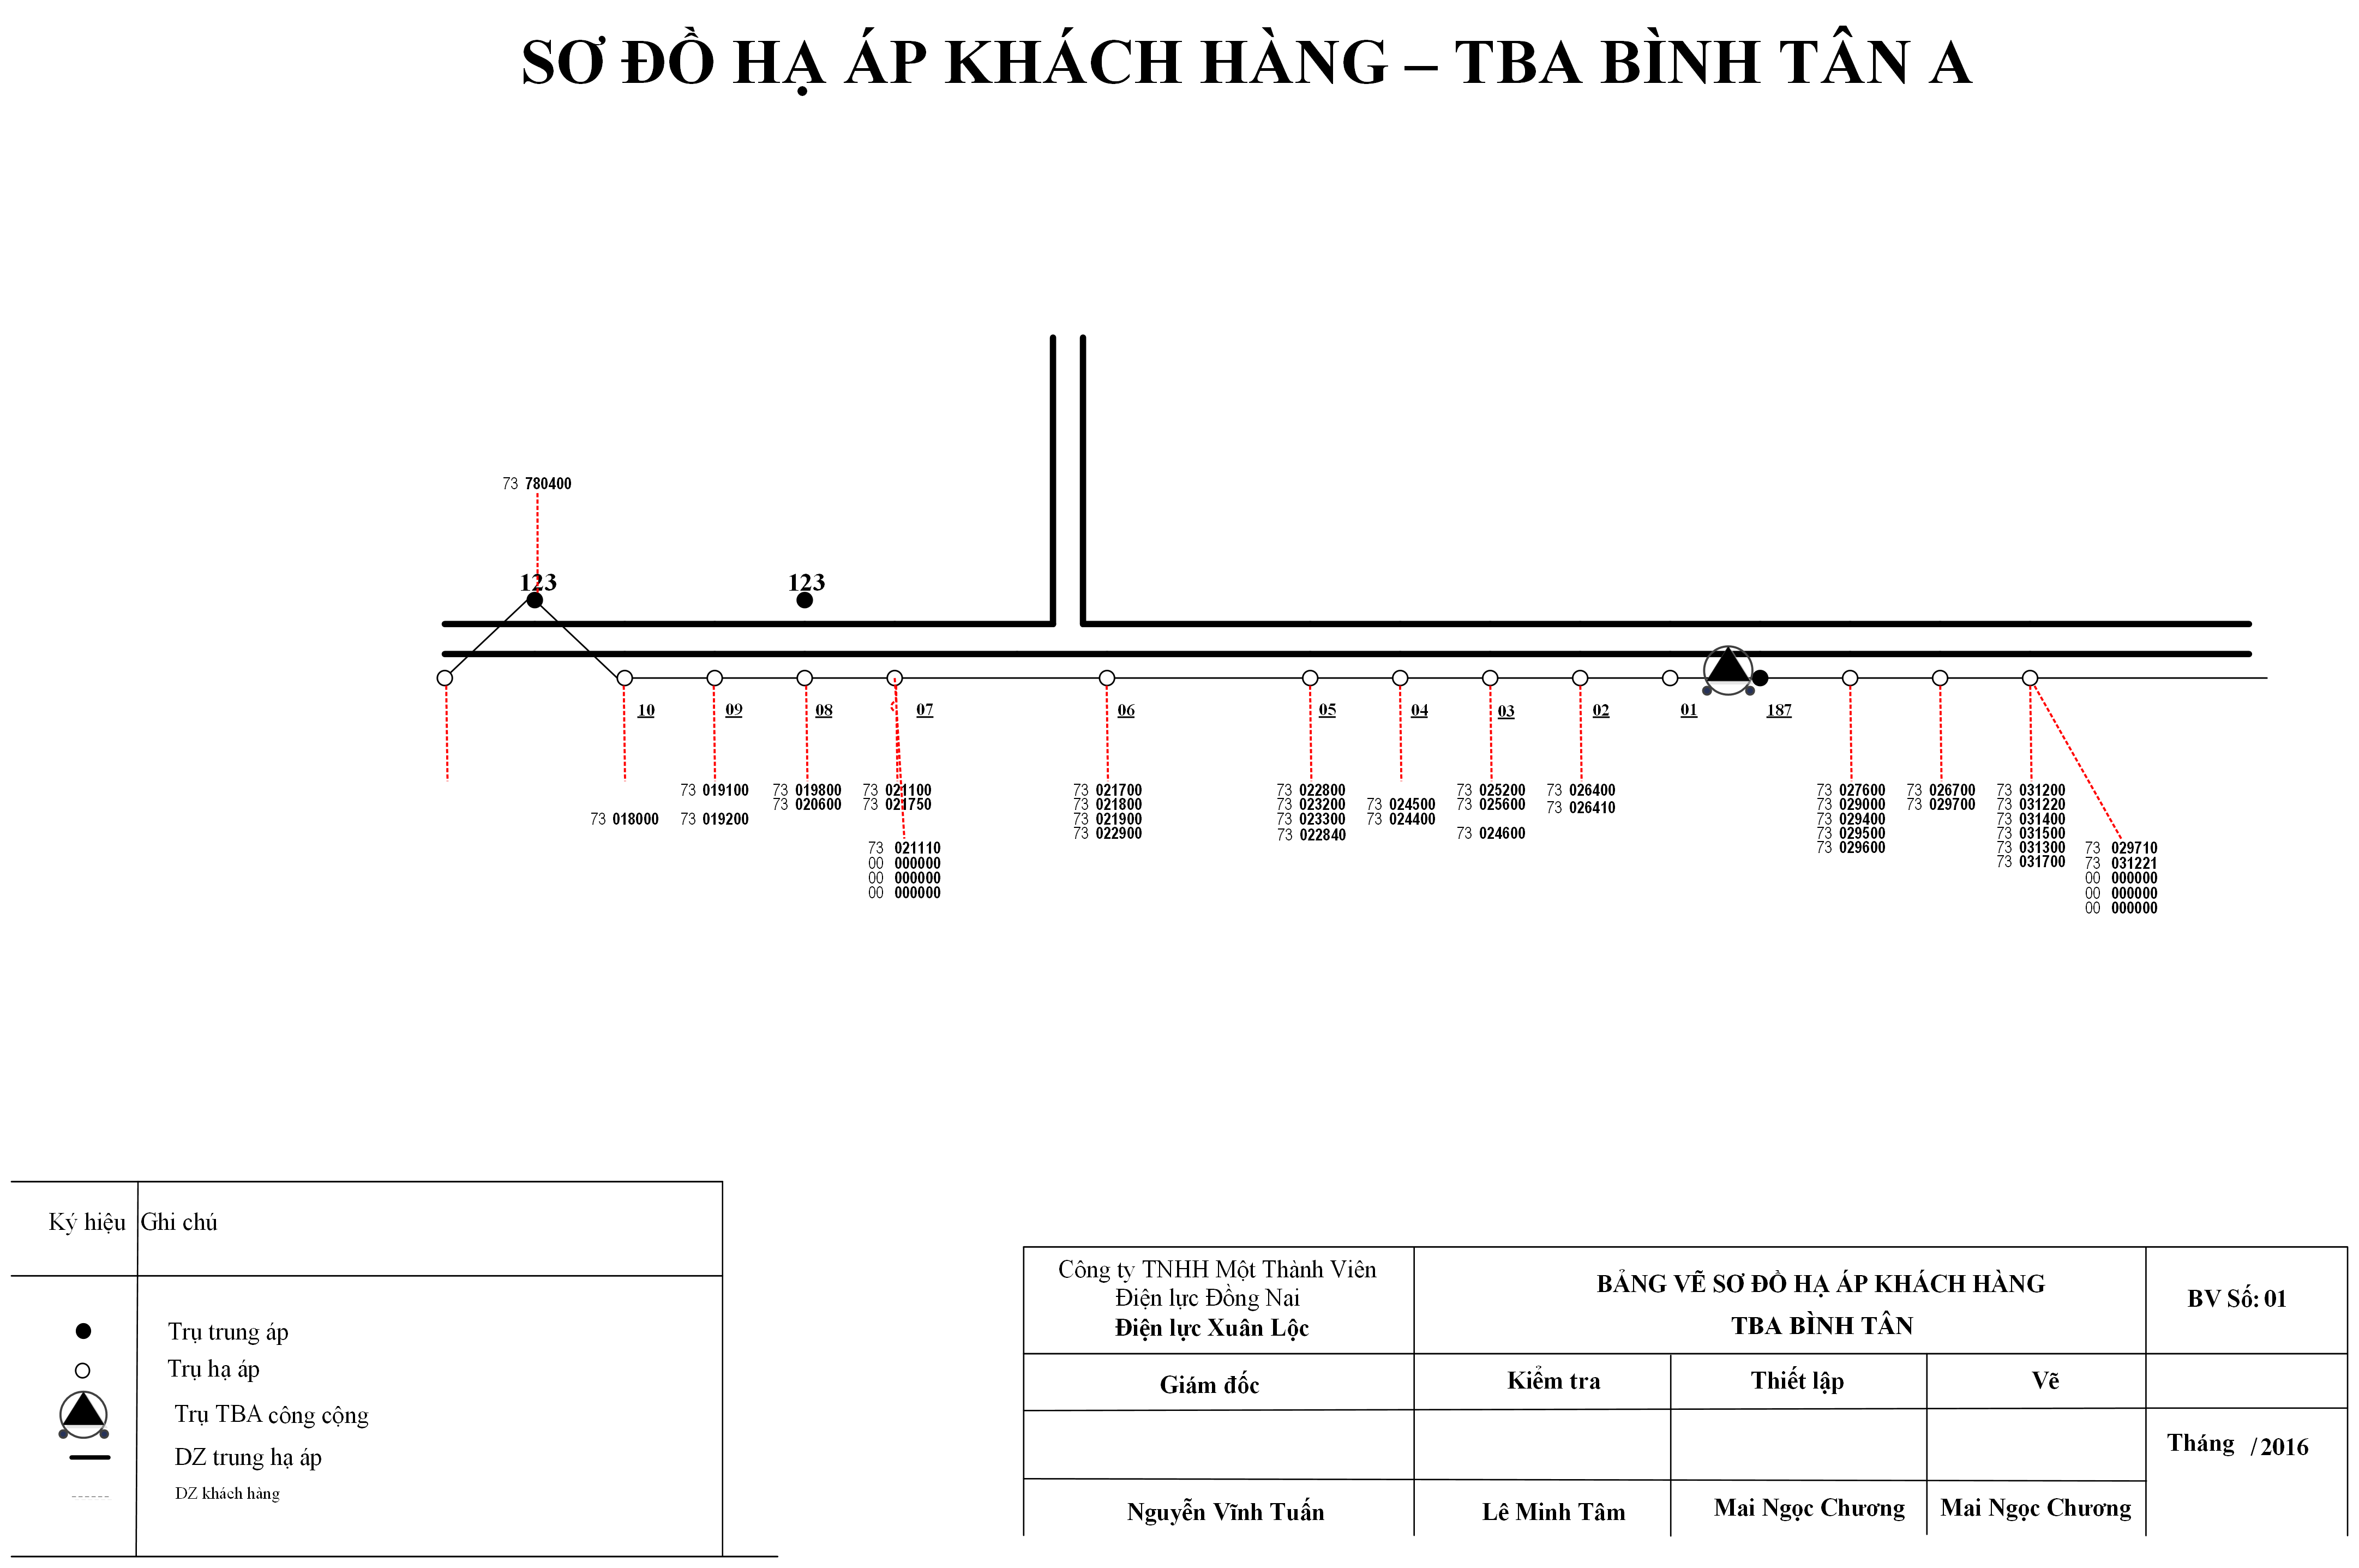 SƠ ĐỒ HẠ ÁP KHÁCH HÀNG – TBA BÌNH TÂN A
73 780400
123
123
10
09
08
07
06
05
04
03
02
01
187
73 018000
73 019100
73 019200
73 019800
73 020600
73 021100
73 021750
73 021110
00 000000
00 000000
00 000000
73 021700
73 021800
73 021900
73 022900
73 022800
73 023200
73 023300
73 022840
73 024500
73 024400
73 025200
73 025600
73 024600
73 026400
73 026410
73 027600
73 029000
73 029400
73 029500
73 029600
73 026700
73 029700
73 031200
73 031220
73 031400
73 031500
73 031300
73 031700
73 029710
73 031221
00 000000
00 000000
00 000000
Ký hiệu Ghi chú
Trụ trung áp
Trụ hạ áp
Trụ TBA công cộng
DZ trung hạ áp
DZ khách hàng
Công ty TNHH Một Thành Viên
Điện lực Đồng Nai
Điện lực Xuân Lộc
BẢNG VẼ SƠ ĐỒ HẠ ÁP KHÁCH HÀNG
TBA BÌNH TÂN
BV Số: 01
Giám đốc
Kiểm tra
Thiết lập
Vẽ
Tháng /2016
Nguyễn Vĩnh Tuấn
Lê Minh Tâm
Mai Ngọc Chương
Mai Ngọc Chương